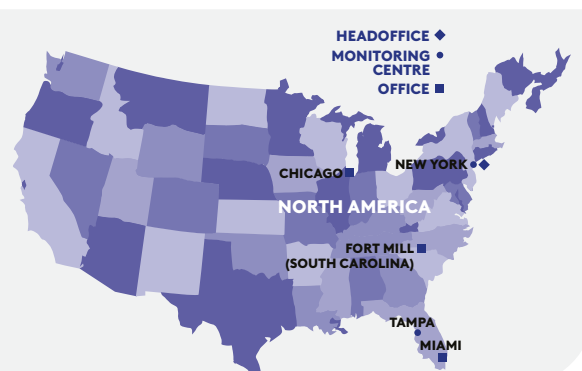 HEADOFFICE
MONITORING
CENTRE
OFFICE
NEW YORK
CHICAGO
NORTH AMERICA
FORT MILL
(SOUTH CAROLINA)
TAMPA
MIAMI